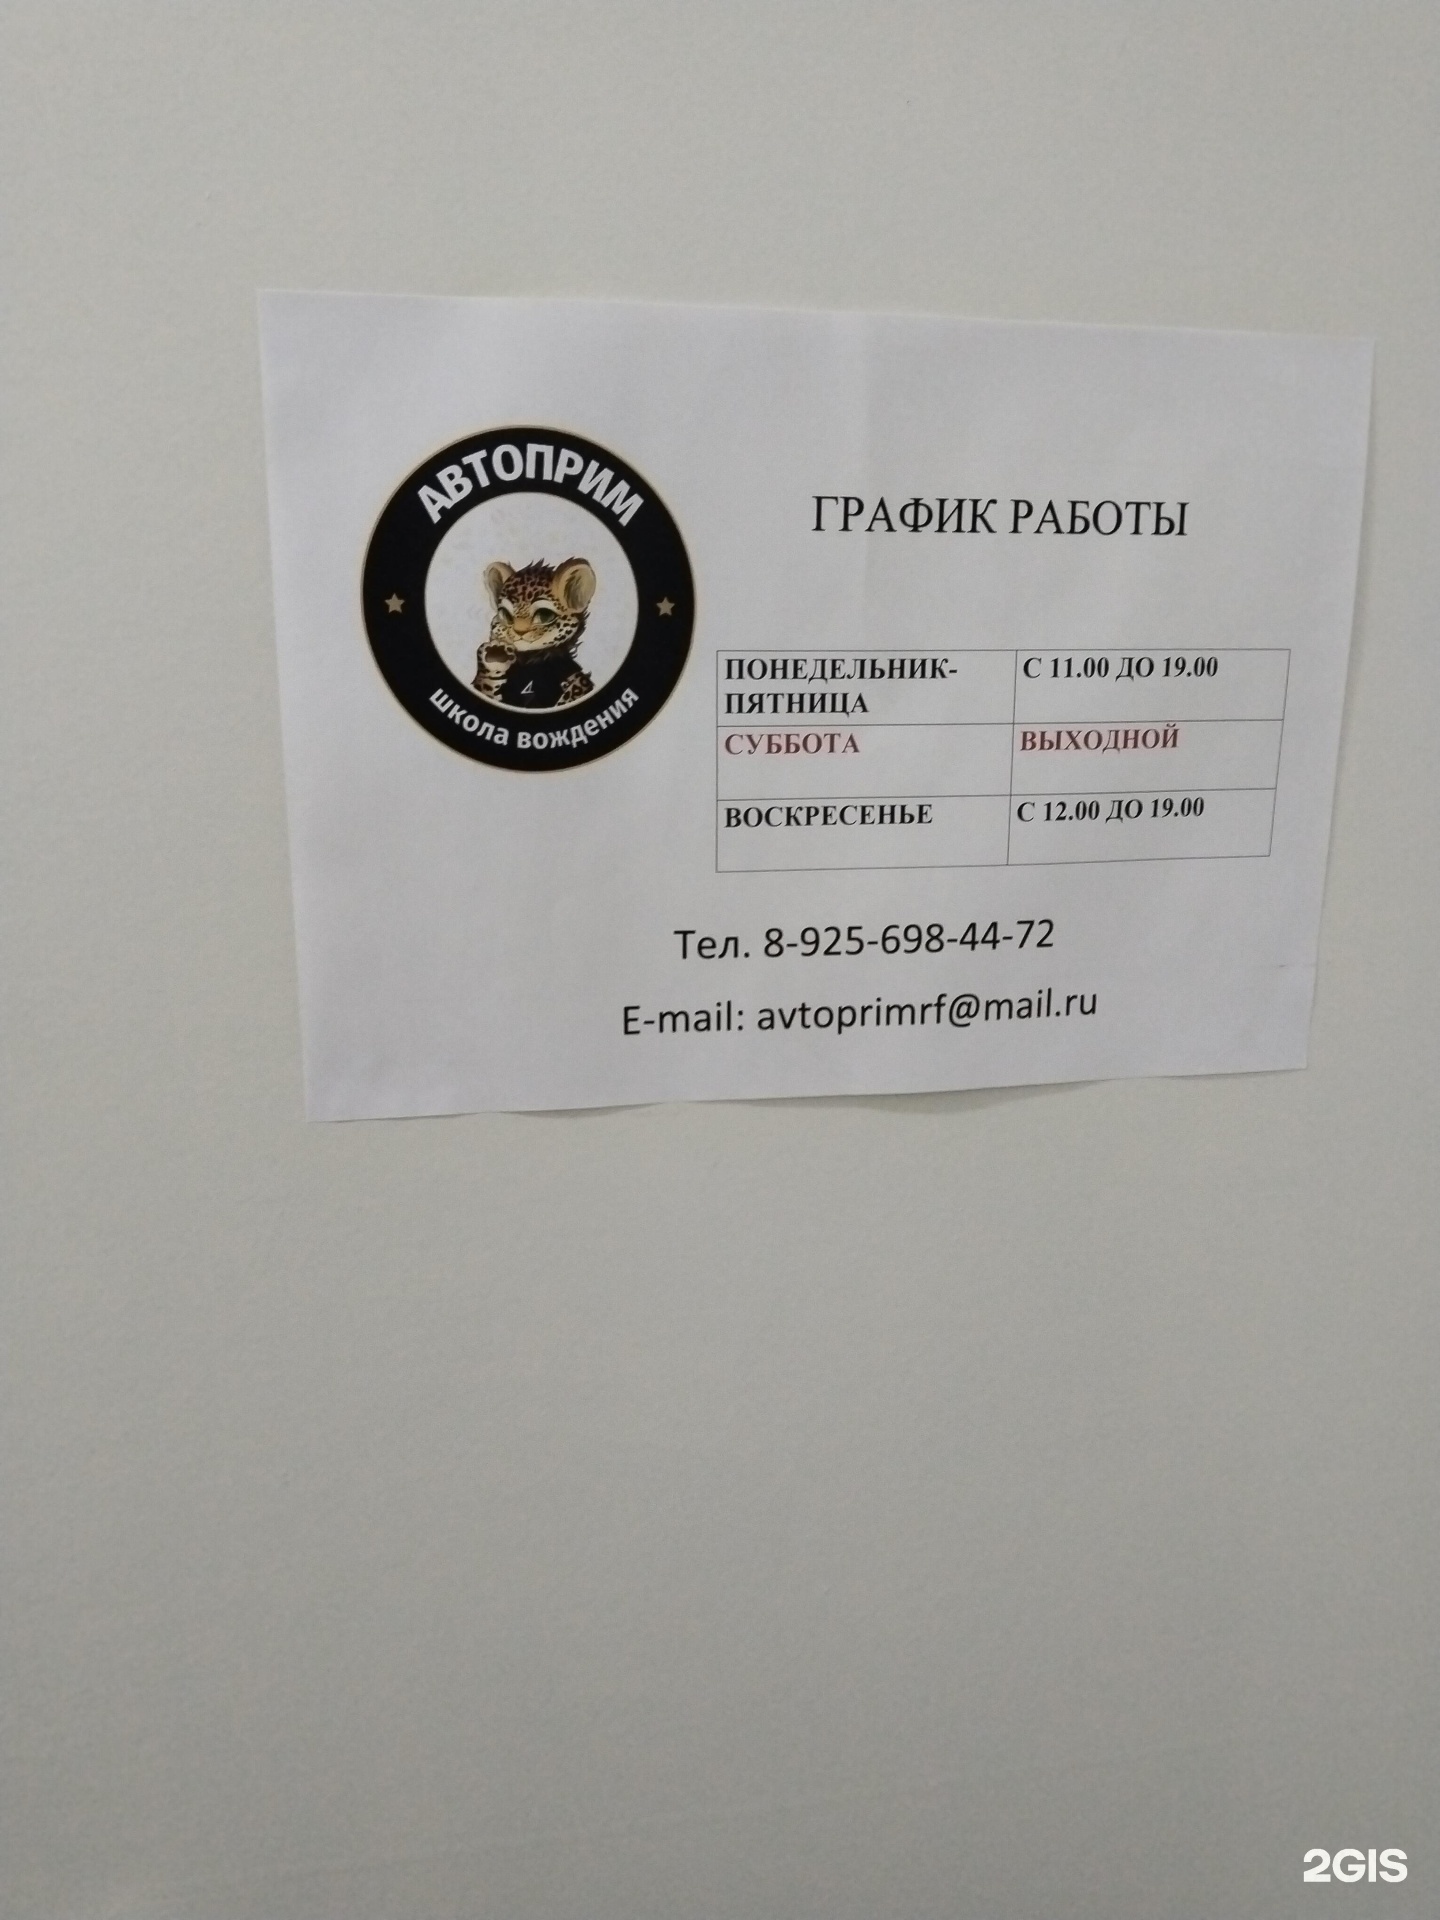 АВТОПРИМ
ШКОЛА ВОЖДЕНИЯ
ГРАФИК РАБОТЫ
ПОНЕДЕЛЬНИК- С 11.00 ДО 19.00
ПЯТНИЦА
СУББОТА ВЫХОДНОЙ
ВОСКРЕСЕНЬЕ С 12.00 ДО 19.00
Тел. 8-925-698-44-72
E-mail: avtoprimrf@mail.ru
2GIS